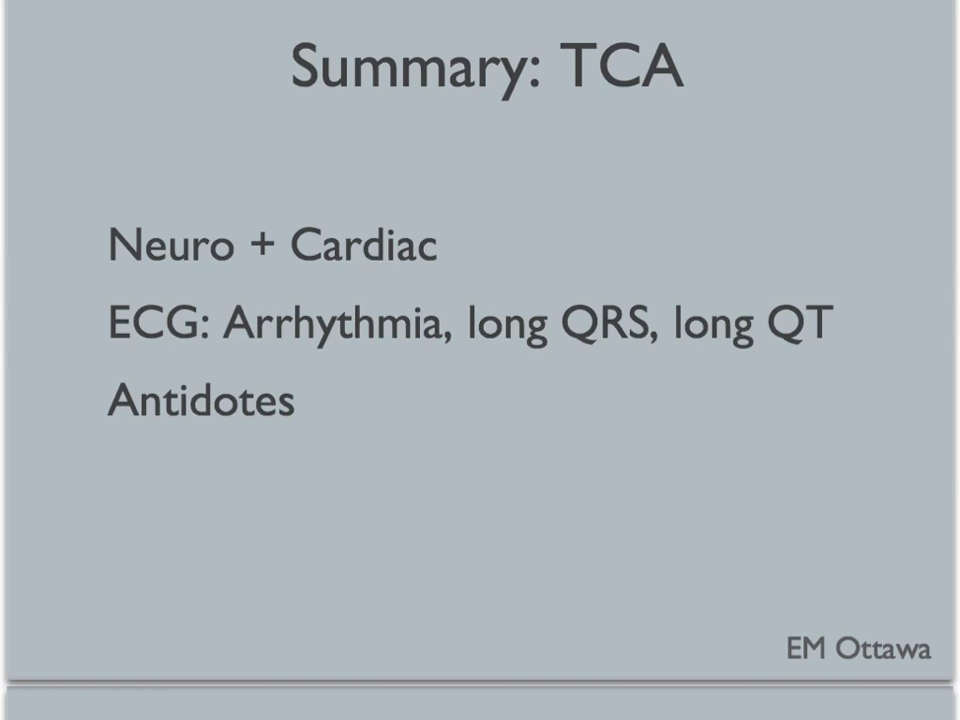 Summary: TCA
Neuro + Cardiac
ECG: Arrhythmia, long QRS, long QT
Antidotes
EM Ottawa